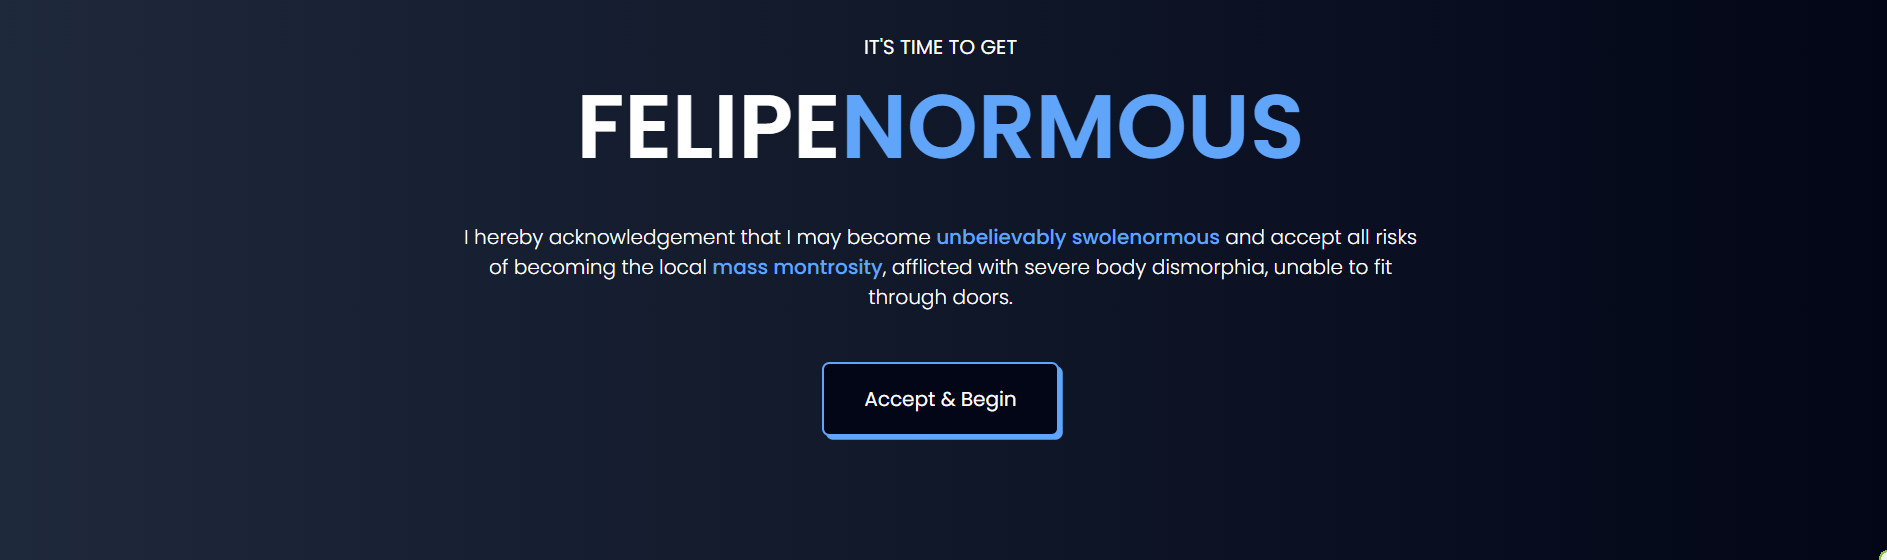 IT'S TIME TO GET
FELIPENORMOUS
I hereby acknowledgement that I may become unbelievably swolenormous and accept all risks
of becoming the local mass montrosity, afflicted with severe body dismorphia, unable to fit
through doors.
Accept & Begin